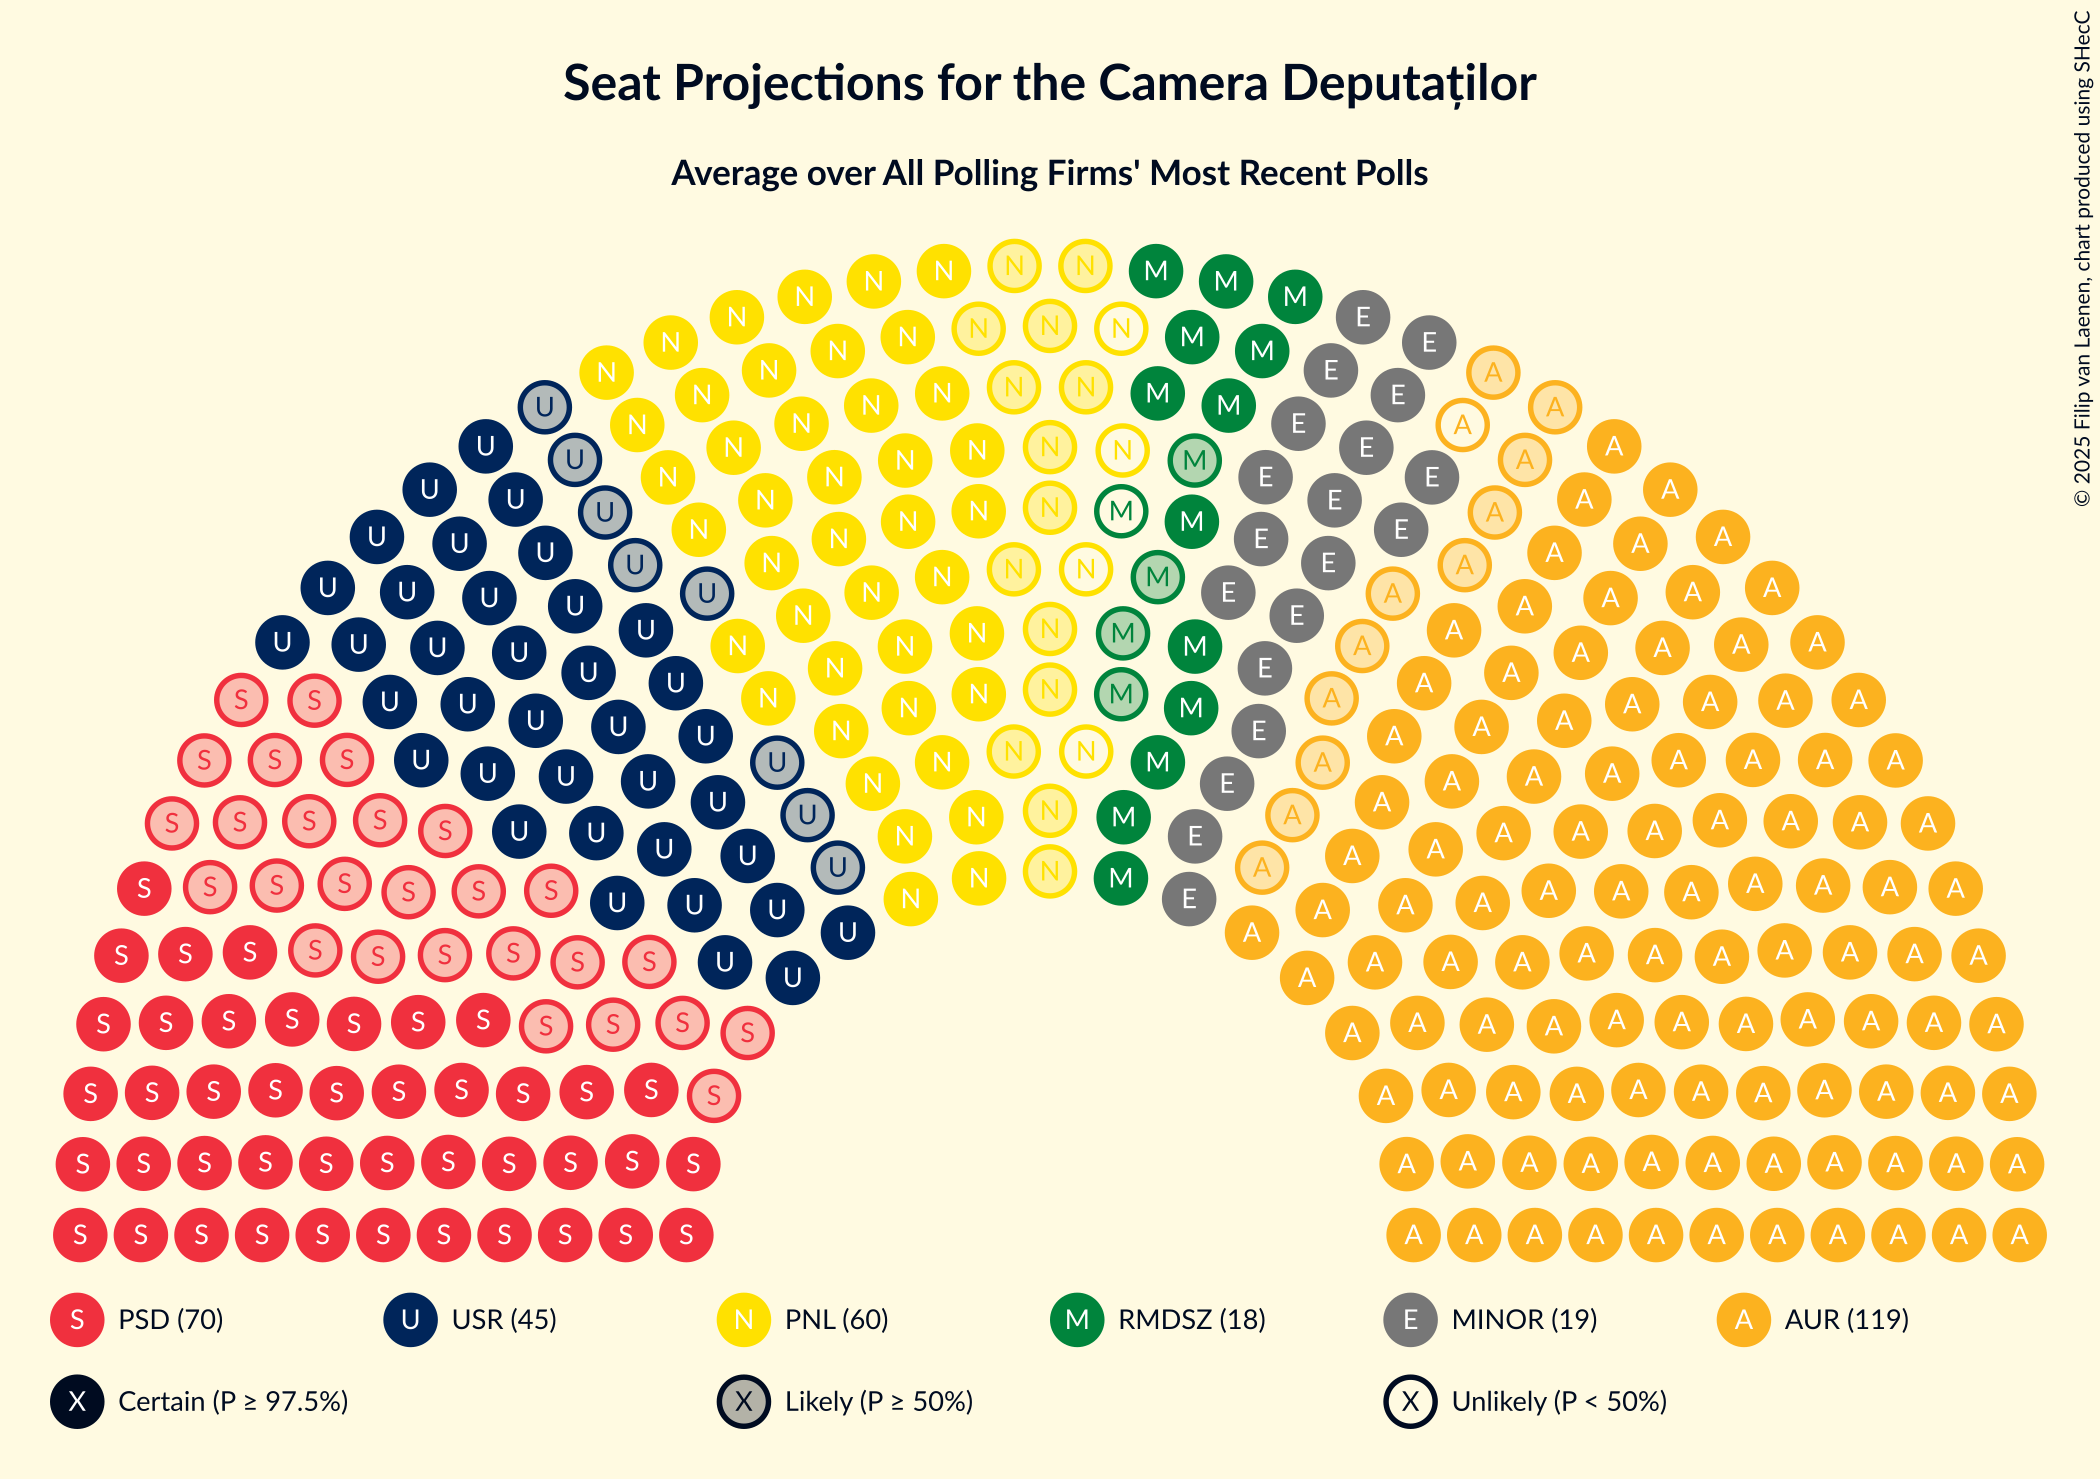 Seat Projections for the Camera Deputaților
Average over All Polling Firms' Most Recent Polls
© 2025 Filip van Laenen, chart produced using SHecC
S PSD (70) U USR (45) N PNL (60) M RMDSZ (18) E MINOR (19) A AUR (119)
X Certain (P ≥ 97.5%) X Likely (P ≥ 50%) X Unlikely (P < 50%)